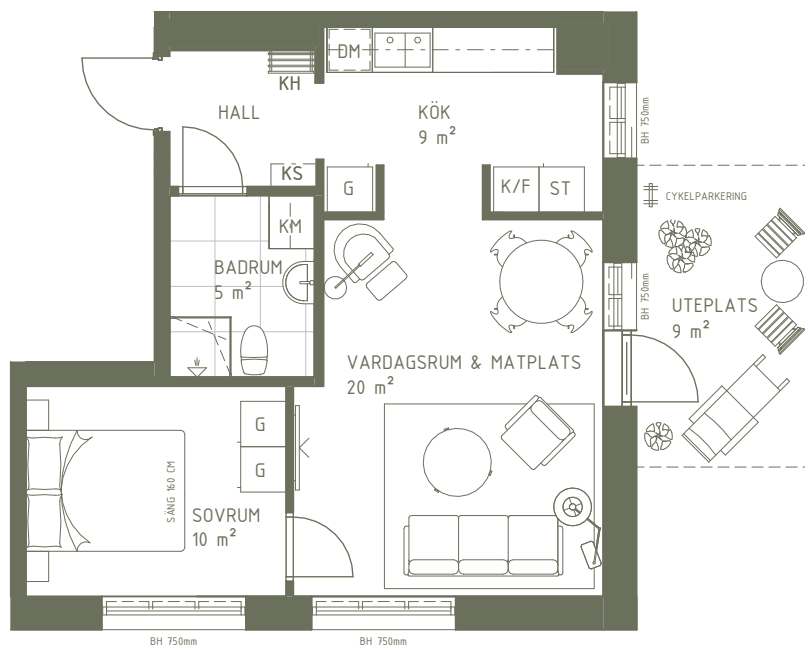 DM
KH
HALL
KÖK
9 m²
BH 750mm
KS
G
K/F
ST
CYKELPARKERING
KM
BADRUM
5 m²
BH 750mm
UTEPLATS
9 m²
VARDAGSRUM & MATPLATS
20 m²
G
G
SÄNG 160 CM
SOVRUM
10 m²
BH 750mm
BH 750mm